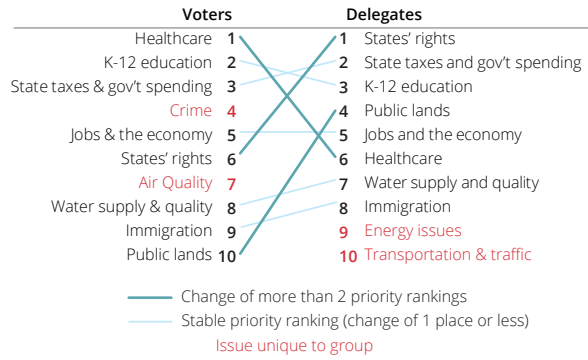 Voters Delegates
Healthcare 1 1 States' rights
K-12 education 2 2 State taxes and gov't spending
State taxes & gov't spending 3 3 K-12 education
Crime 4 4 Public lands
Jobs & the economy 5 5 Jobs and the economy
States' rights 6 6 Healthcare
Air Quality 7 7 Water supply and quality
Water supply & quality 8 8 Immigration
Immigration 9 9 Energy issues
Public lands 10 10 Transportation & traffic
Change of more than 2 priority rankings
Stable priority ranking (change of 1 place or less)
Issue unique to group